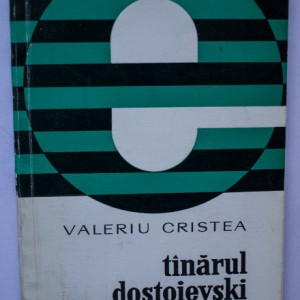 VALERIU CRISTEA
tînărul
dostoievski